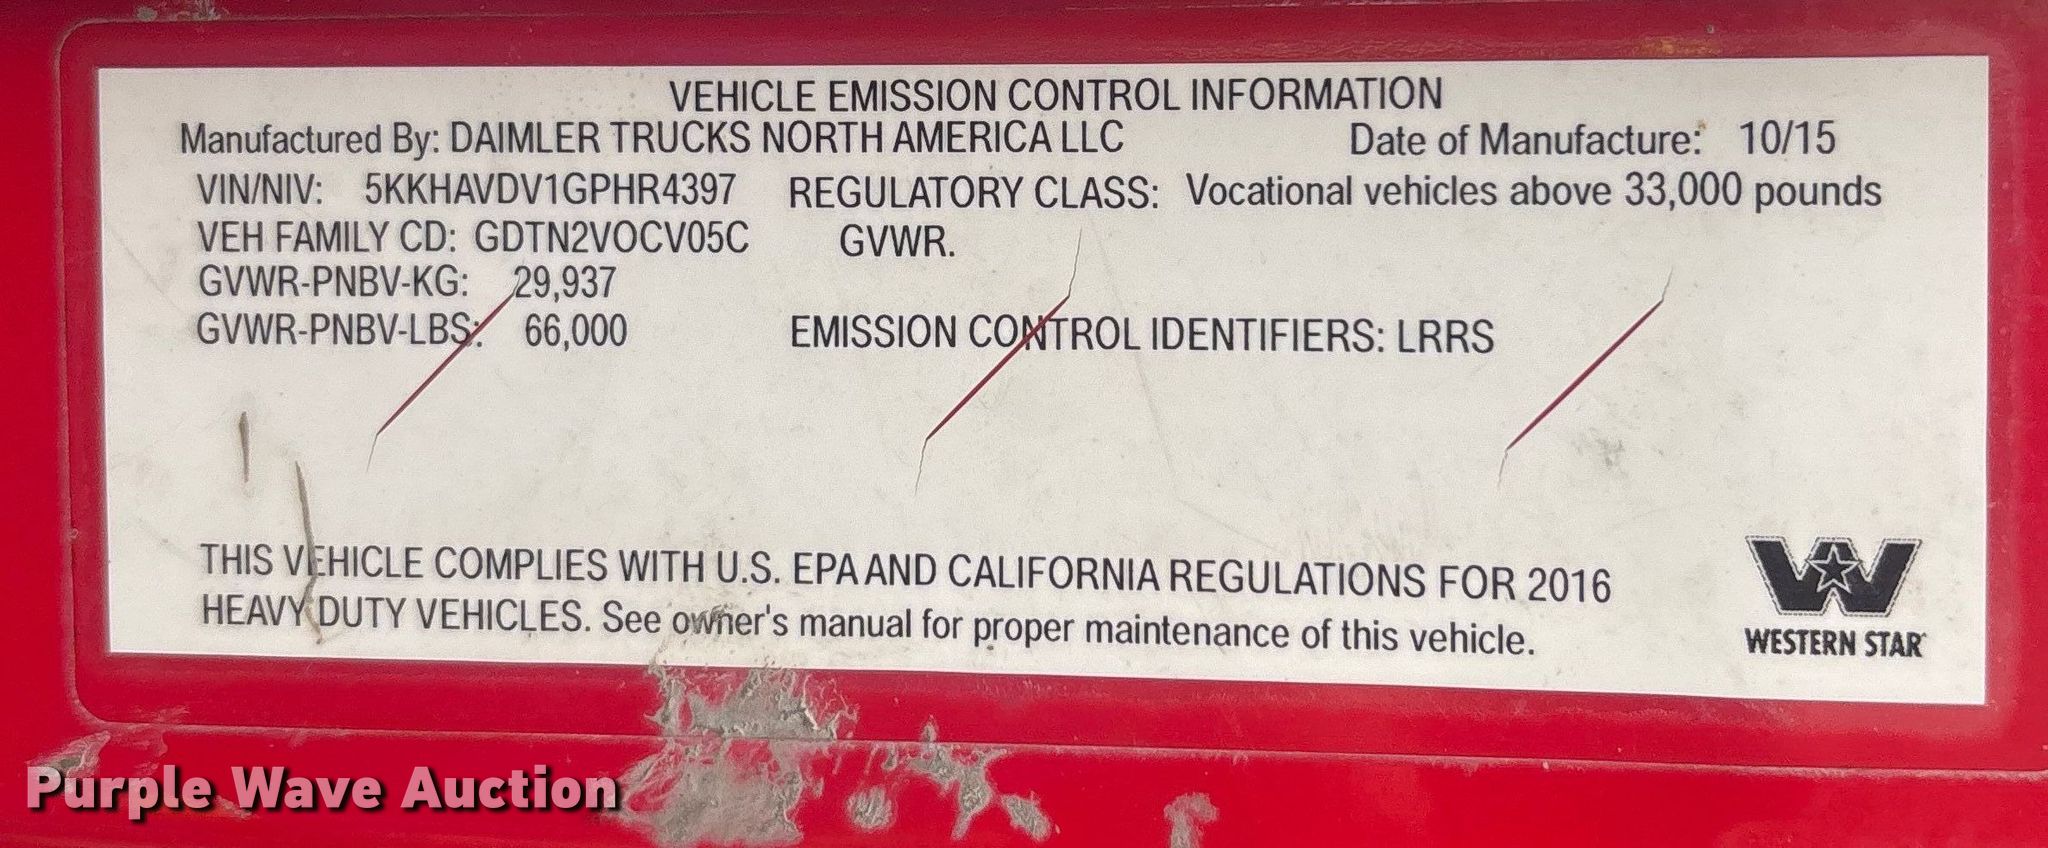 VEHICLE EMISSION CONTROL INFORMATION
Manufactured By: DAIMLER TRUCKS NORTH AMERICA LLC Date of Manufacture: 10/15
VIN/NIV: 5KKHAVDV1GPHR4397 REGULATORY CLASS: Vocational vehicles above 33,000 pounds
VEH FAMILY CD: GDTN2VOCV05C GVWR.
GVWR-PNBV-KG: 29,937
GVWR-PNBV-LBS: 66,000 EMISSION CONTROL IDENTIFIERS: LRRS
THIS VEHICLE COMPLIES WITH U.S. EPA AND CALIFORNIA REGULATIONS FOR 2016
HEAVY DUTY VEHICLES. See owner's manual for proper maintenance of this vehicle.
WESTERN STAR
Purple Wave Auction